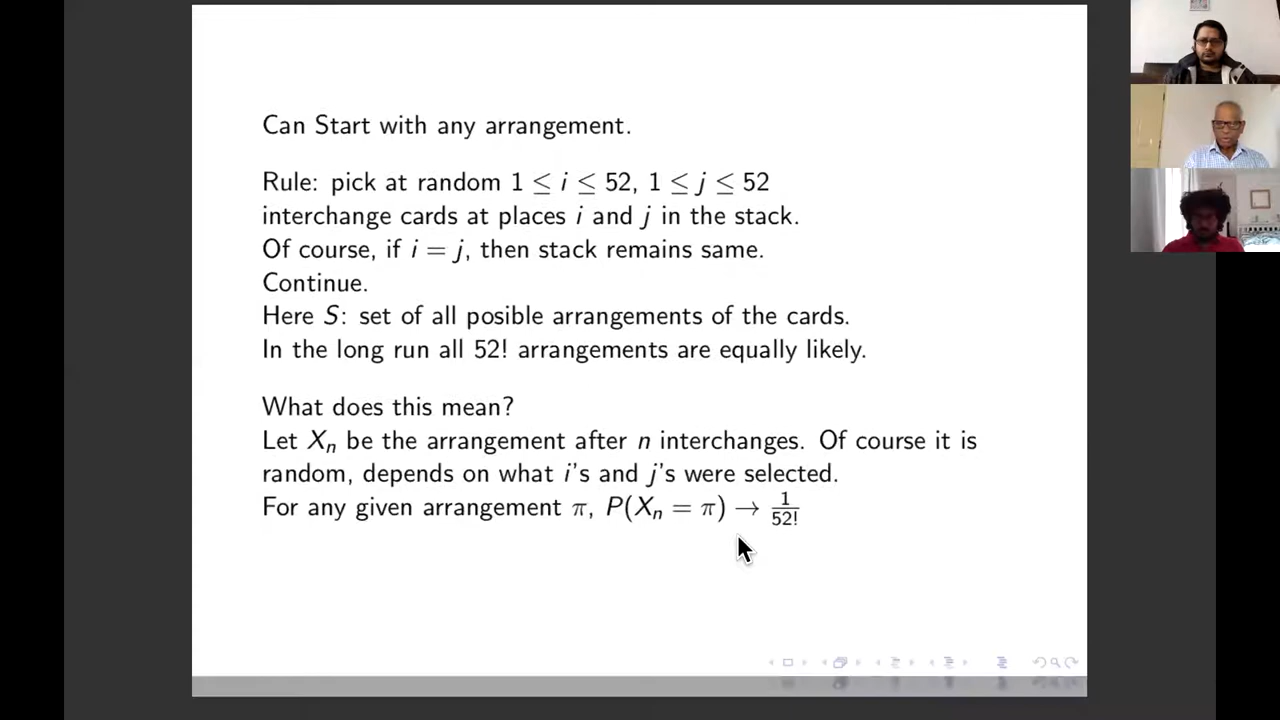 Can Start with any arrangement.
Rule: pick at random 1 ≤ i ≤ 52, 1 ≤ j ≤ 52
interchange cards at places i and j in the stack.
Of course, if i = j, then stack remains same.
Continue.
Here S: set of all posible arrangements of the cards.
In the long run all 52! arrangements are equally likely.
What does this mean?
Let Xₙ be the arrangement after n interchanges. Of course it is
random, depends on what i's and j's were selected.
For any given arrangement π, P(Xₙ = π) → 1/52!